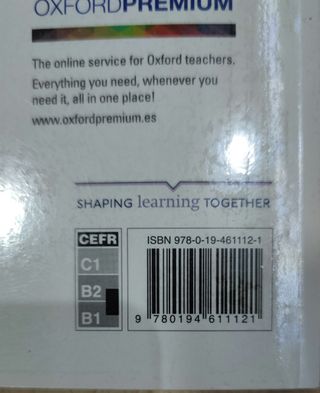 OXFORDPREMIUM
The online service for Oxford teachers.
Everything you need, whenever you
need it, all in one place!
www.oxfordpremium.es
SHAPING learning TOGETHER
CEFR
C1
B2
B1
ISBN 978-0-19-461112-1
9 780194 611121